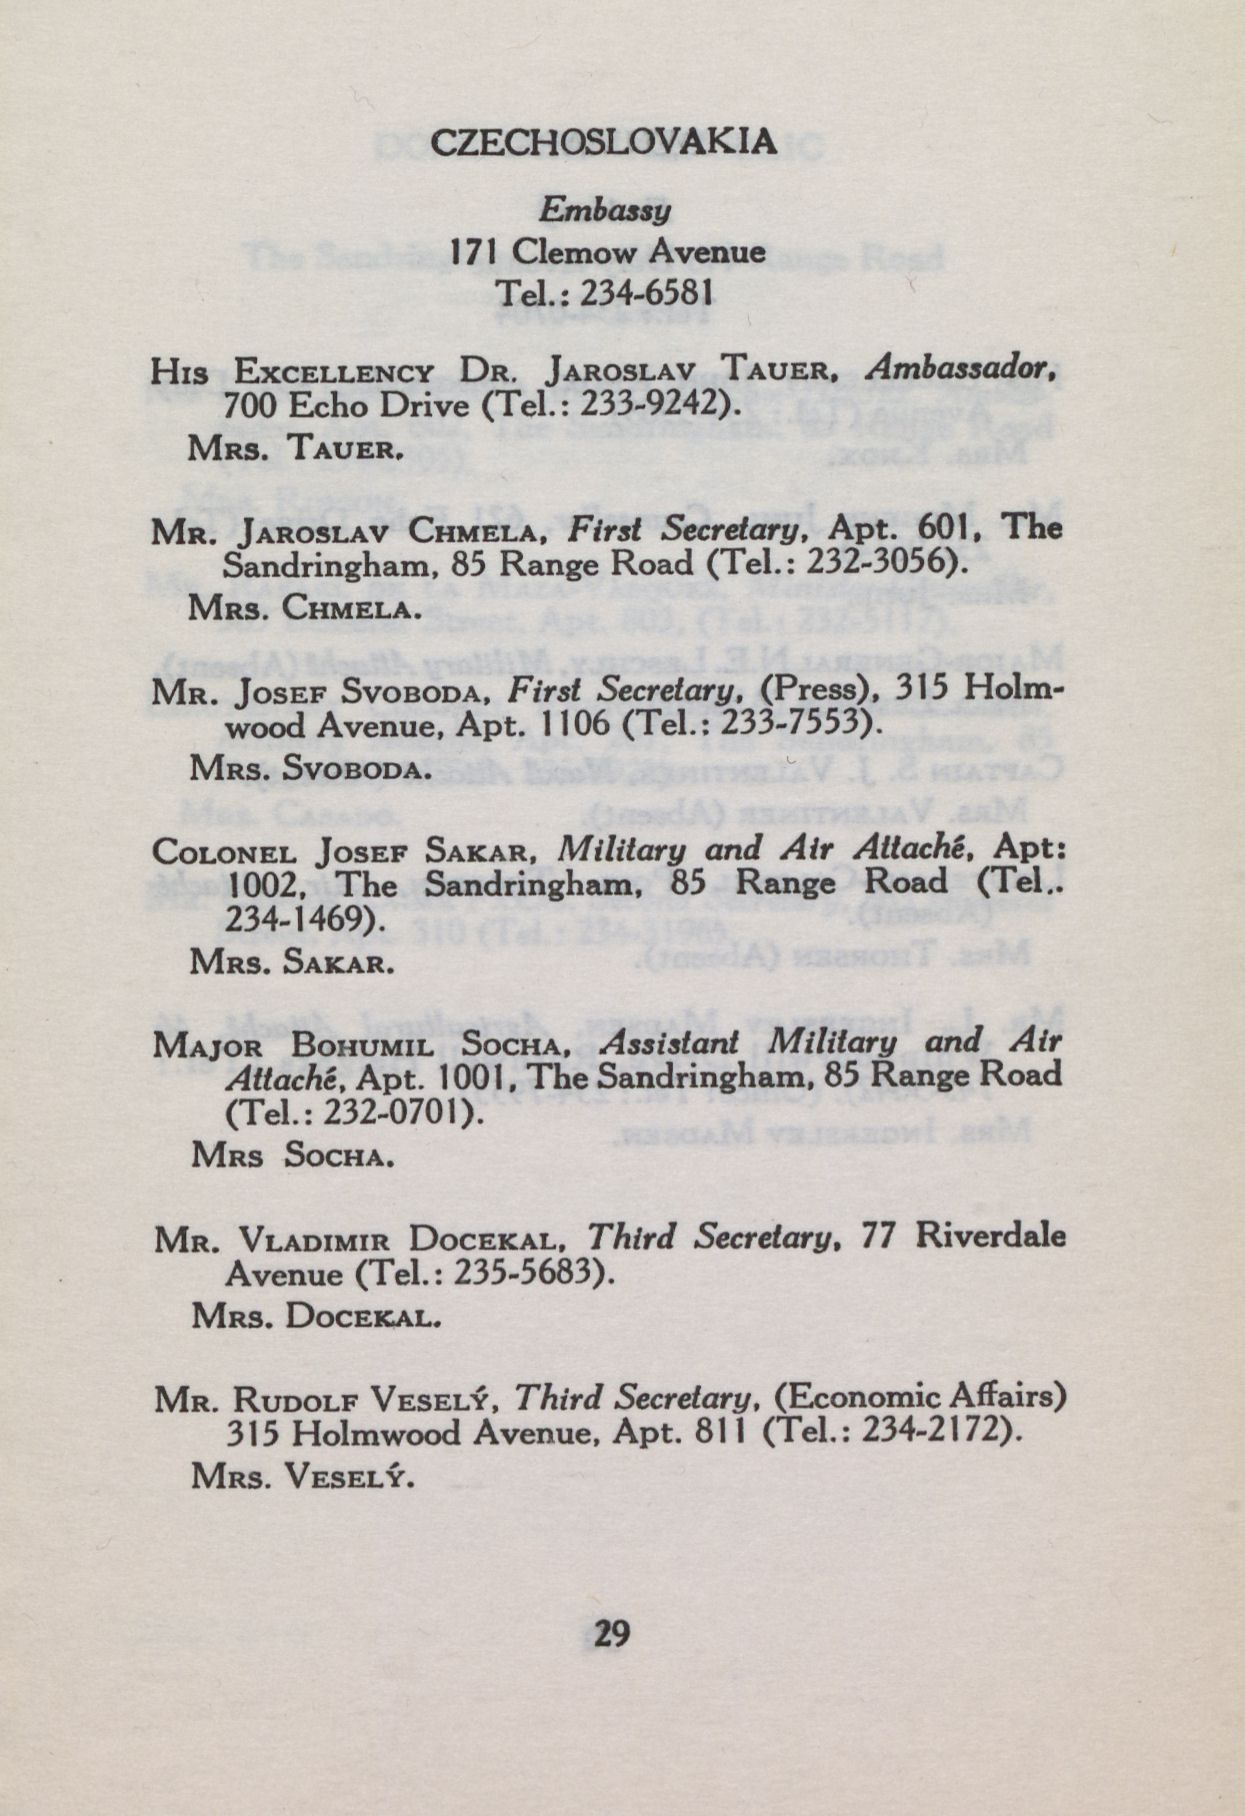 CZECHOSLOVAKIA
Embassy
171 Clemow Avenue
Tel.: 234-6581
HIS EXCELLENCY DR. JAROSLAV TAUER, Ambassador,
700 Echo Drive (Tel.: 233-9242).
MRS. TAUER.
MR. JAROSLAV CHMELA, First Secretary, Apt. 601, The
Sandringham, 85 Range Road (Tel.: 232-3056).
MRS. CHMELA.
MR. JOSEF SVOBODA, First Secretary, (Press), 315 Holm-
wood Avenue, Apt. 1106 (Tel.: 233-7553).
MRS. SVOBODA.
COLONEL JOSEF SAKAR, Military and Air Attaché, Apt:
1002, The Sandringham, 85 Range Road (Tel..
234-1469).
MRS. SAKAR.
MAJOR BOHUMIL SOCHA, Assistant Military and Air
Attaché, Apt. 1001, The Sandringham, 85 Range Road
(Tel.: 232-0701).
MRS SOCHA.
MR. VLADIMIR DOCEKAL, Third Secretary, 77 Riverdale
Avenue (Tel.: 235-5683).
MRS. DOCEKAL.
MR. RUDOLF VESELÝ, Third Secretary, (Economic Affairs)
315 Holmwood Avenue, Apt. 811 (Tel.: 234-2172).
MRS. VESELÝ.
29